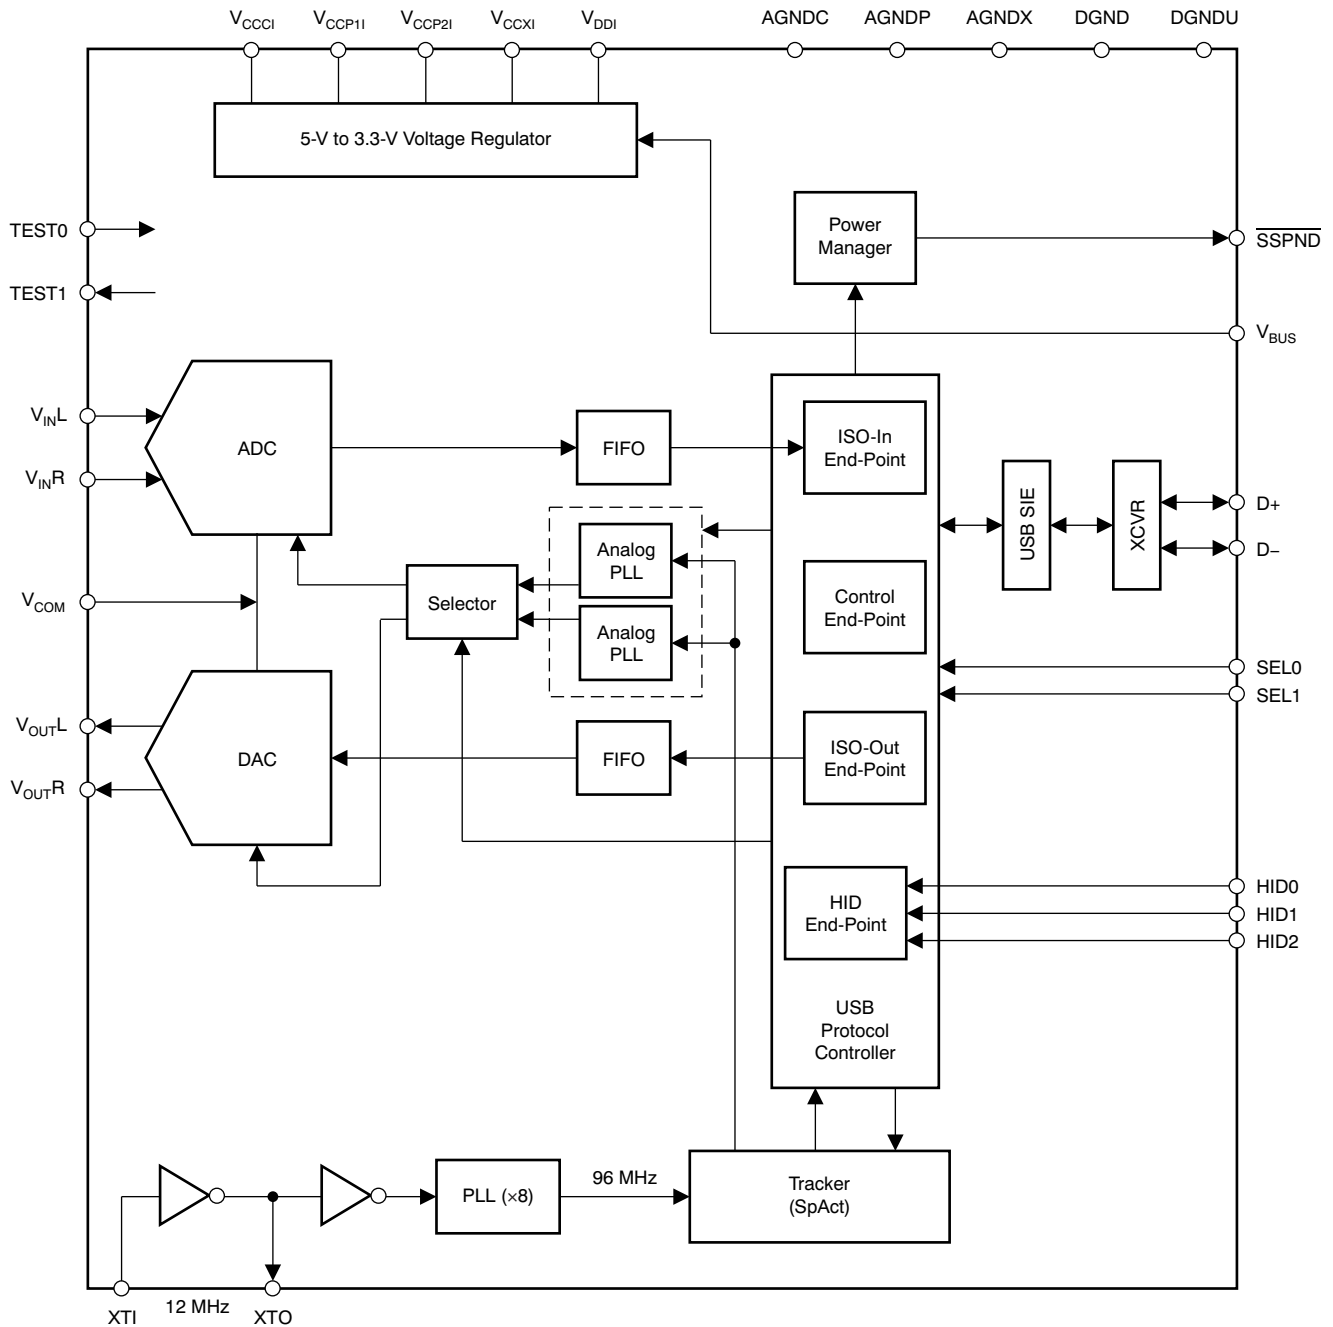 VCCCI VCCP1I VCCP2I VCCXI VDDI AGNDC AGNDP AGNDX DGND DGNDU
5-V to 3.3-V Voltage Regulator
TEST0
TEST1
Power
Manager
SSPND
VBUS
VINL
VINR
ADC
FIFO
ISO-In
End-Point
USB SIE
XCVR
D+
D−
Analog
PLL
Analog
PLL
Selector
VCOM
Control
End-Point
SEL0
SEL1
VOUTL
VOUTR
DAC
FIFO
ISO-Out
End-Point
HID
End-Point
HID0
HID1
HID2
USB
Protocol
Controller
PLL (×8)
96 MHz
Tracker
(SpAct)
XTI
12 MHz
XTO